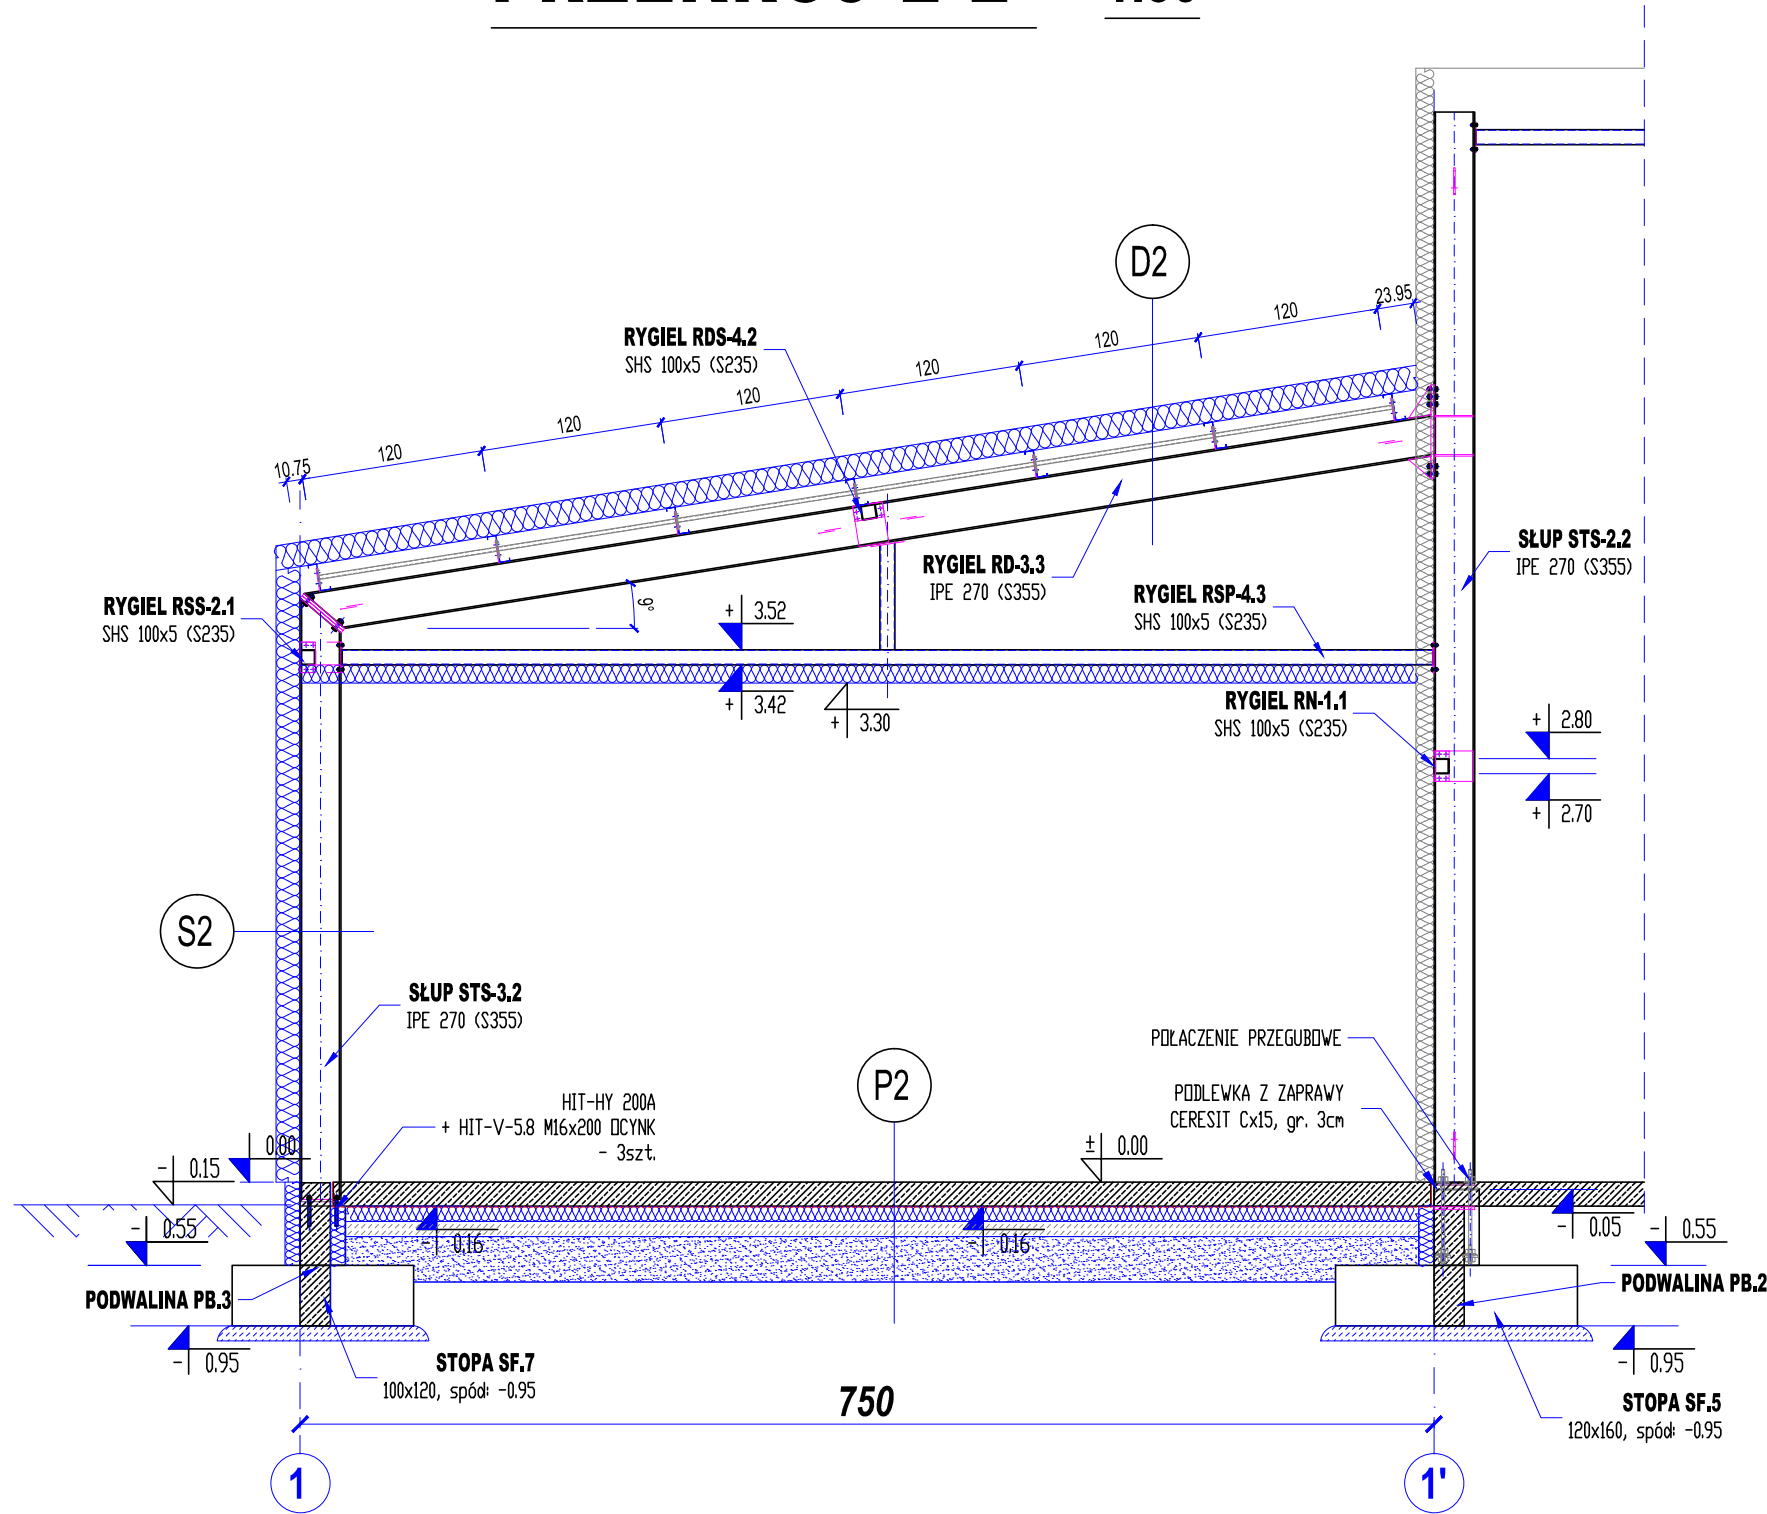 D2
120
120
120
120
120
120
23.95
10.75
RYGIEL RDS-4.2
SHS 100x5 (S235)
RYGIEL RD-3.3
IPE 270 (S355)
SŁUP STS-2.2
IPE 270 (S355)
RYGIEL RSP-4.3
SHS 100x5 (S235)
RYGIEL RSS-2.1
SHS 100x5 (S235)
+ 3.52
+ 3.42
+ 3.30
RYGIEL RN-1.1
SHS 100x5 (S235)
+ 2.80
+ 2.70
S2
SŁUP STS-3.2
IPE 270 (S355)
POŁACZENIE PRZEGUBOWE
P2
PODLEWKA Z ZAPRAWY
CERESIT Cx15, gr. 3cm
HIT-HY 200A
+ HIT-V-5.8 M16x200 OCYNK
- 3szt.
0.00
- 0.15
± 0.00
- 0.55
- 0.16
- 0.16
- 0.05
- 0.55
PODWALINA PB.3
PODWALINA PB.2
- 0.95
- 0.95
STOPA SF.7
100x120, spód: -0.95
STOPA SF.5
120x160, spód: -0.95
750
1
1'